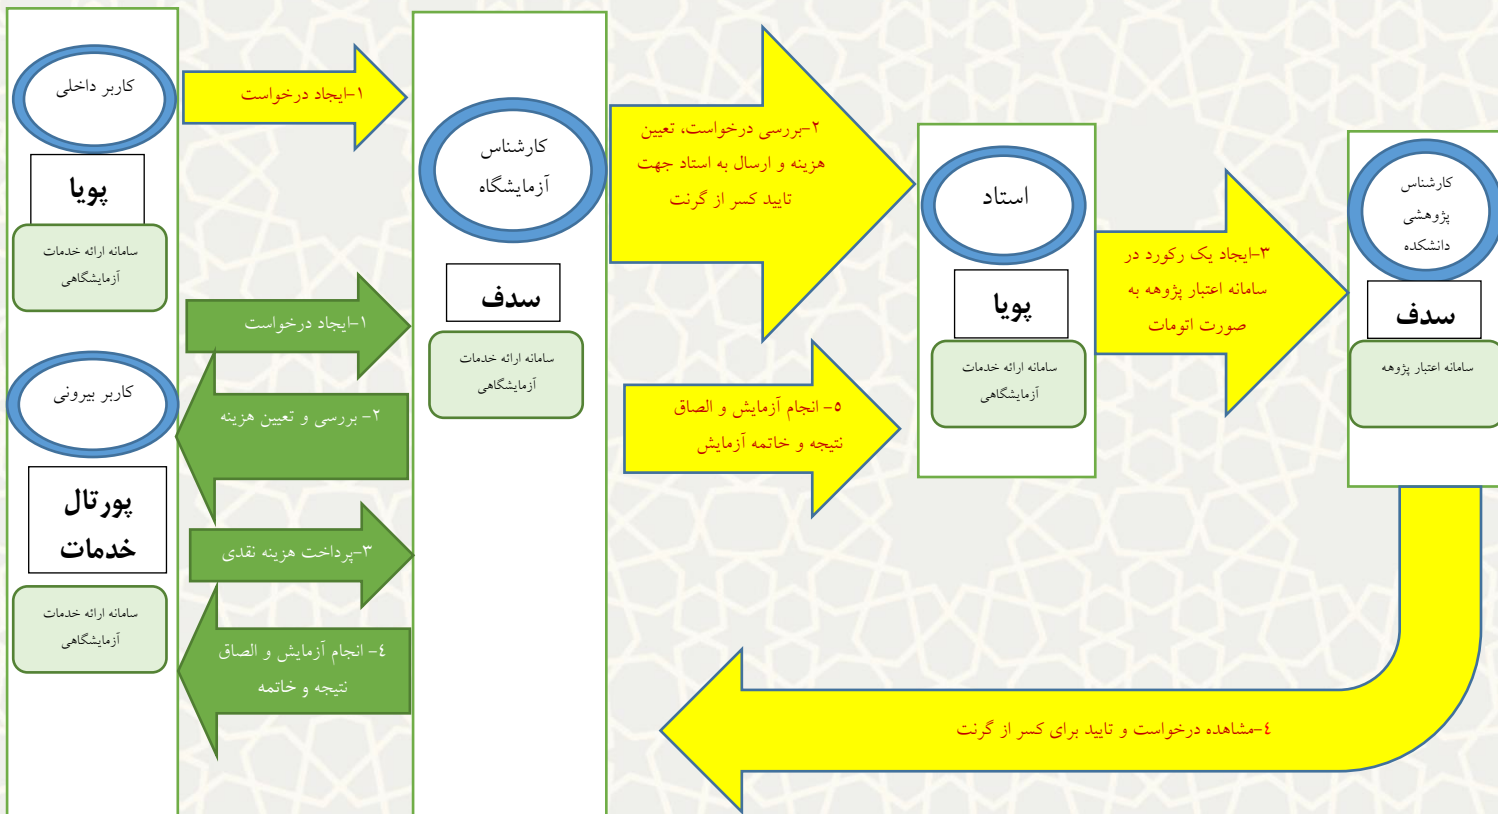 کاربر داخلی
پویا
سامانه ارائه خدمات
آزمایشگاهی
۱-ایجاد درخواست
کارشناس
آزمایشگاه
سدف
سامانه ارائه خدمات
آزمایشگاهی
۲-بررسی درخواست، تعیین
هزینه و ارسال به استاد جهت
تایید کسر از گرنت
استاد
پویا
سامانه ارائه خدمات
آزمایشگاهی
۳-ایجاد یک رکورد در
سامانه اعتبار پژوهه به
صورت اتومات
کارشناس
پژوهشی
دانشکده
سدف
سامانه اعتبار پژوهه
٤-مشاهده درخواست و تایید برای کسر از گرنت
٥- انجام آزمایش و الصاق
نتیجه و خاتمه آزمایش
کاربر بیرونی
پورتال
خدمات
سامانه ارائه خدمات
آزمایشگاهی
۱-ایجاد درخواست
۲- بررسی و تعیین هزینه
۳-پرداخت هزینه نقدی
٤- انجام آزمایش و الصاق
نتیجه و خاتمه